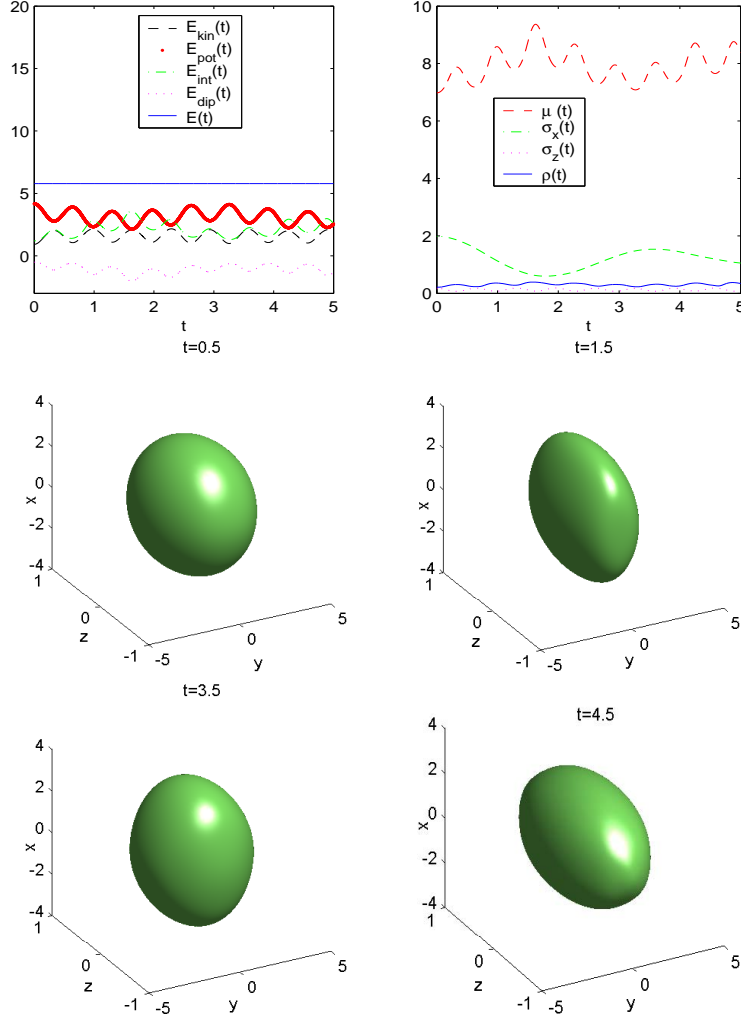 20
15
10
5
0
0 1 2 3 4 5
t
E_kin(t)
E_pot(t)
E_int(t)
E_dip(t)
E(t)
10
8
6
4
2
0
0 1 2 3 4 5
t
μ (t)
σ_x(t)
σ_z(t)
ρ(t)
1.5
t=0.5
4
2
0
-2
-4
x
1
0
-1
z
-5
0
5
y
t=1.5
4
2
0
-2
-4
x
1
0
-1
z
-5
0
5
y
t=3.5
4
2
0
-2
-4
x
1
0
-1
z
-5
0
5
y
t=4.5
4
2
0
-2
-4
x
1
0
-1
z
-5
0
5
y